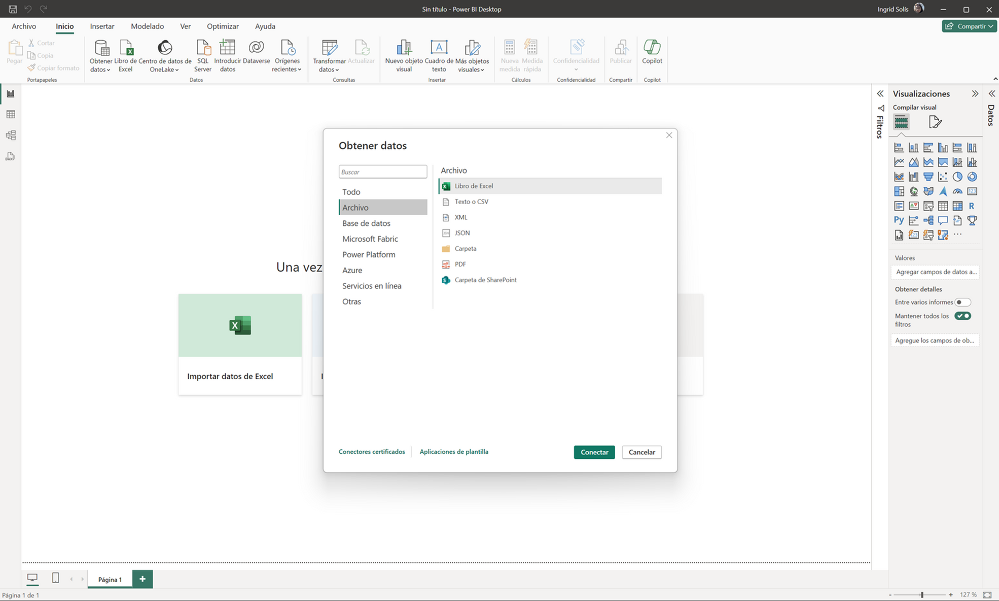 Sin título - Power BI Desktop
Ingrid Solís
Archivo
Inicio
Insertar
Modelado
Ver
Optimizar
Ayuda
Compartir
Pegar
Cortar
Copia
Copiar formato
Portapapeles
Obtener
datos
Libro de
Excel
Centro de datos de
OneLake
SQL
Server
Introducir
datos
Dataverse
Orígenes
recientes
Datos
Transformar
datos
Actualizar
Consultas
Nuevo objeto
visual
Cuadro de
texto
Más objetos
visuales
Insertar
Nueva
medida
Medida
rápida
Cálculos
Confidencialidad
Confidencialidad
Publicar
Compartir
Copilot
Copilot
Una vez
Importar datos de Excel
Obtener datos
Buscar
Todo
Archivo
Base de datos
Microsoft Fabric
Power Platform
Azure
Servicios en línea
Otras
Archivo
Libro de Excel
Texto o CSV
XML
JSON
Carpeta
PDF
Carpeta de SharePoint
Conectores certificados
Aplicaciones de plantilla
Conectar
Cancelar
Filtros
Visualizaciones
Compilar visual
R
Py
123
Valores
Agregar campos de datos a...
Obtener detalles
Entre varios informes
Mantener todos los
filtros
Agregue los campos de ob...
Datos
Página 1
Página 1 de 1
127 %